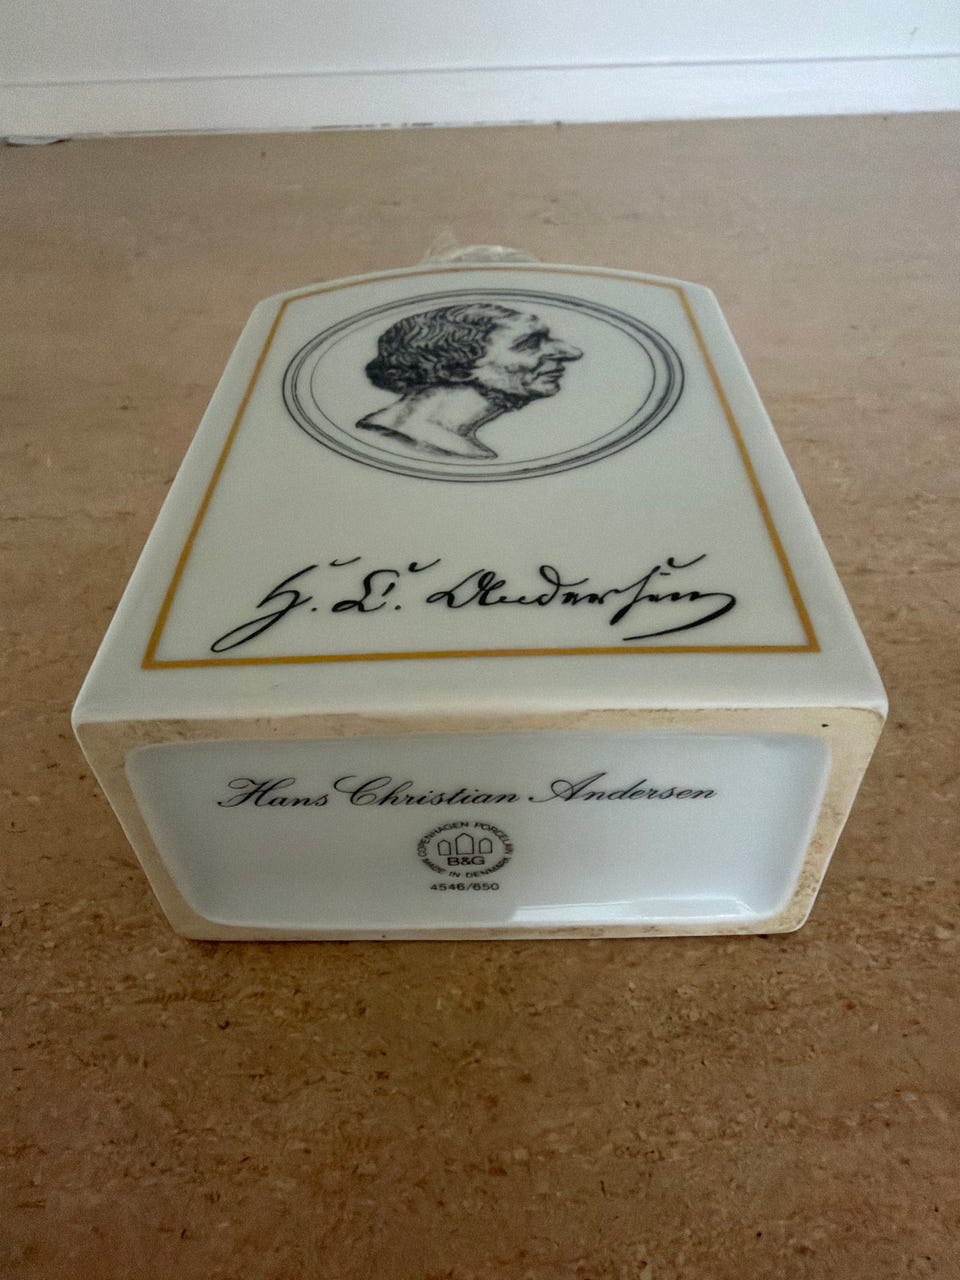 H. C. Andersen
Hans Christian Andersen
COPENHAGEN PORCELAIN
B&G
MADE IN DENMARK
4546/650